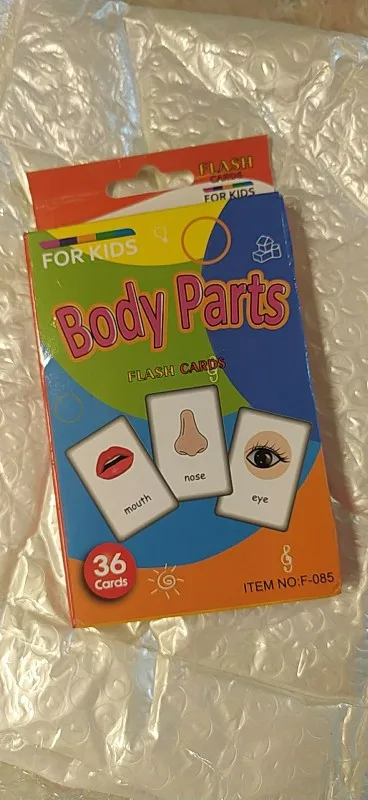 FLASH
CARDS
FOR KIDS
FOR KIDS
Body Parts
FLASH CARDS
mouth
nose
eye
36
Cards
ITEM NO:F-085